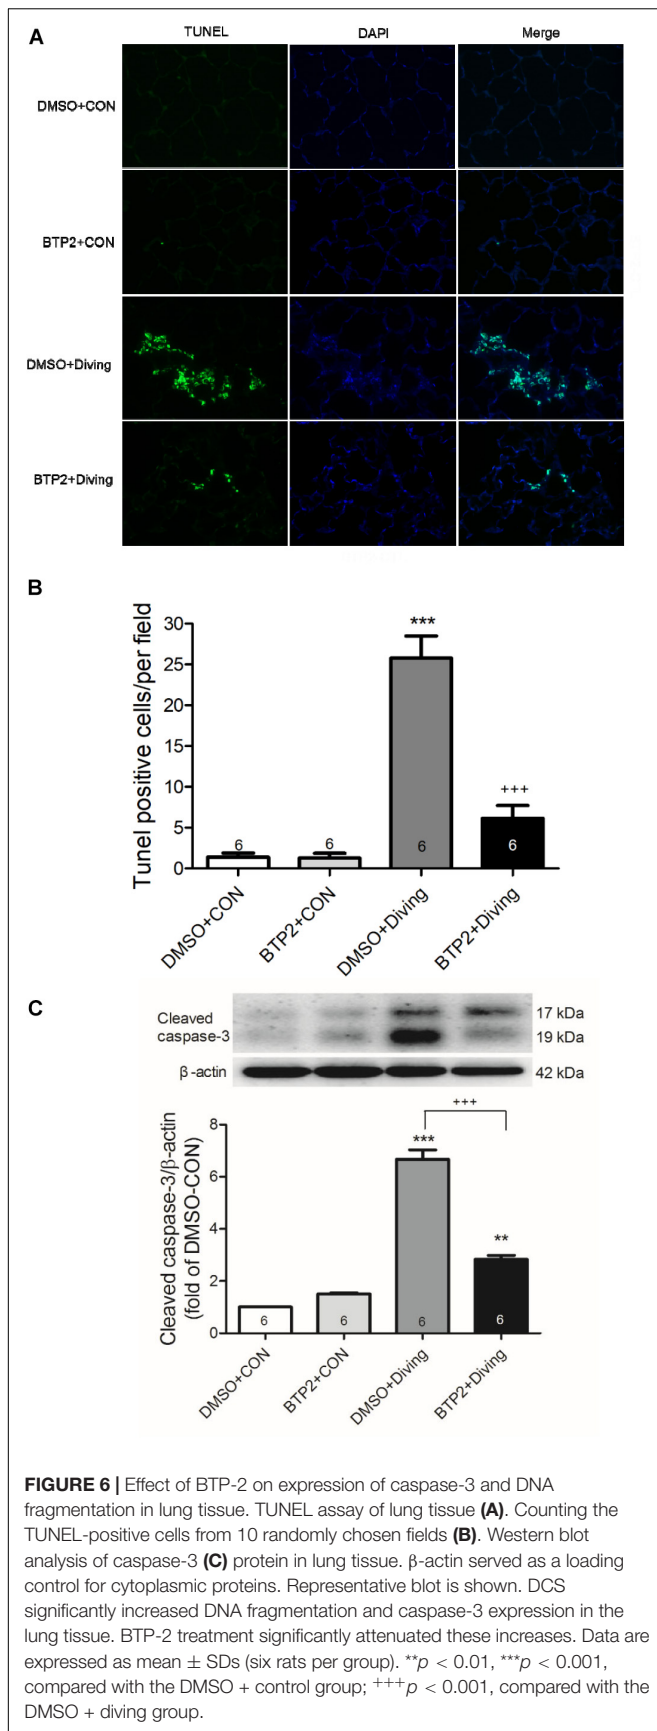 A
TUNEL DAPI Merge
DMSO+CON
BTP2+CON
DMSO+Diving
BTP2+Diving
B
Tunel positive cells/per field
30
25
20
15
10
5
0
***
+++
6 6 6 6
DMSO+CON BTP2+CON DMSO+Diving BTP2+Diving
C
Cleaved
caspase-3
17 kDa
19 kDa
β-actin 42 kDa
Cleaved caspase-3/β-actin
(fold of DMSO-CON)
8
6
4
2
0
+++
***
**
6 6 6 6
DMSO+CON BTP2+CON DMSO+Diving BTP2+Diving
FIGURE 6 | Effect of BTP-2 on expression of caspase-3 and DNA
fragmentation in lung tissue. TUNEL assay of lung tissue (A). Counting the
TUNEL-positive cells from 10 randomly chosen fields (B). Western blot
analysis of caspase-3 (C) protein in lung tissue. β-actin served as a loading
control for cytoplasmic proteins. Representative blot is shown. DCS
significantly increased DNA fragmentation and caspase-3 expression in the
lung tissue. BTP-2 treatment significantly attenuated these increases. Data are
expressed as mean ± SDs (six rats per group). **p < 0.01, ***p < 0.001,
compared with the DMSO + control group; +++p < 0.001, compared with the
DMSO + diving group.